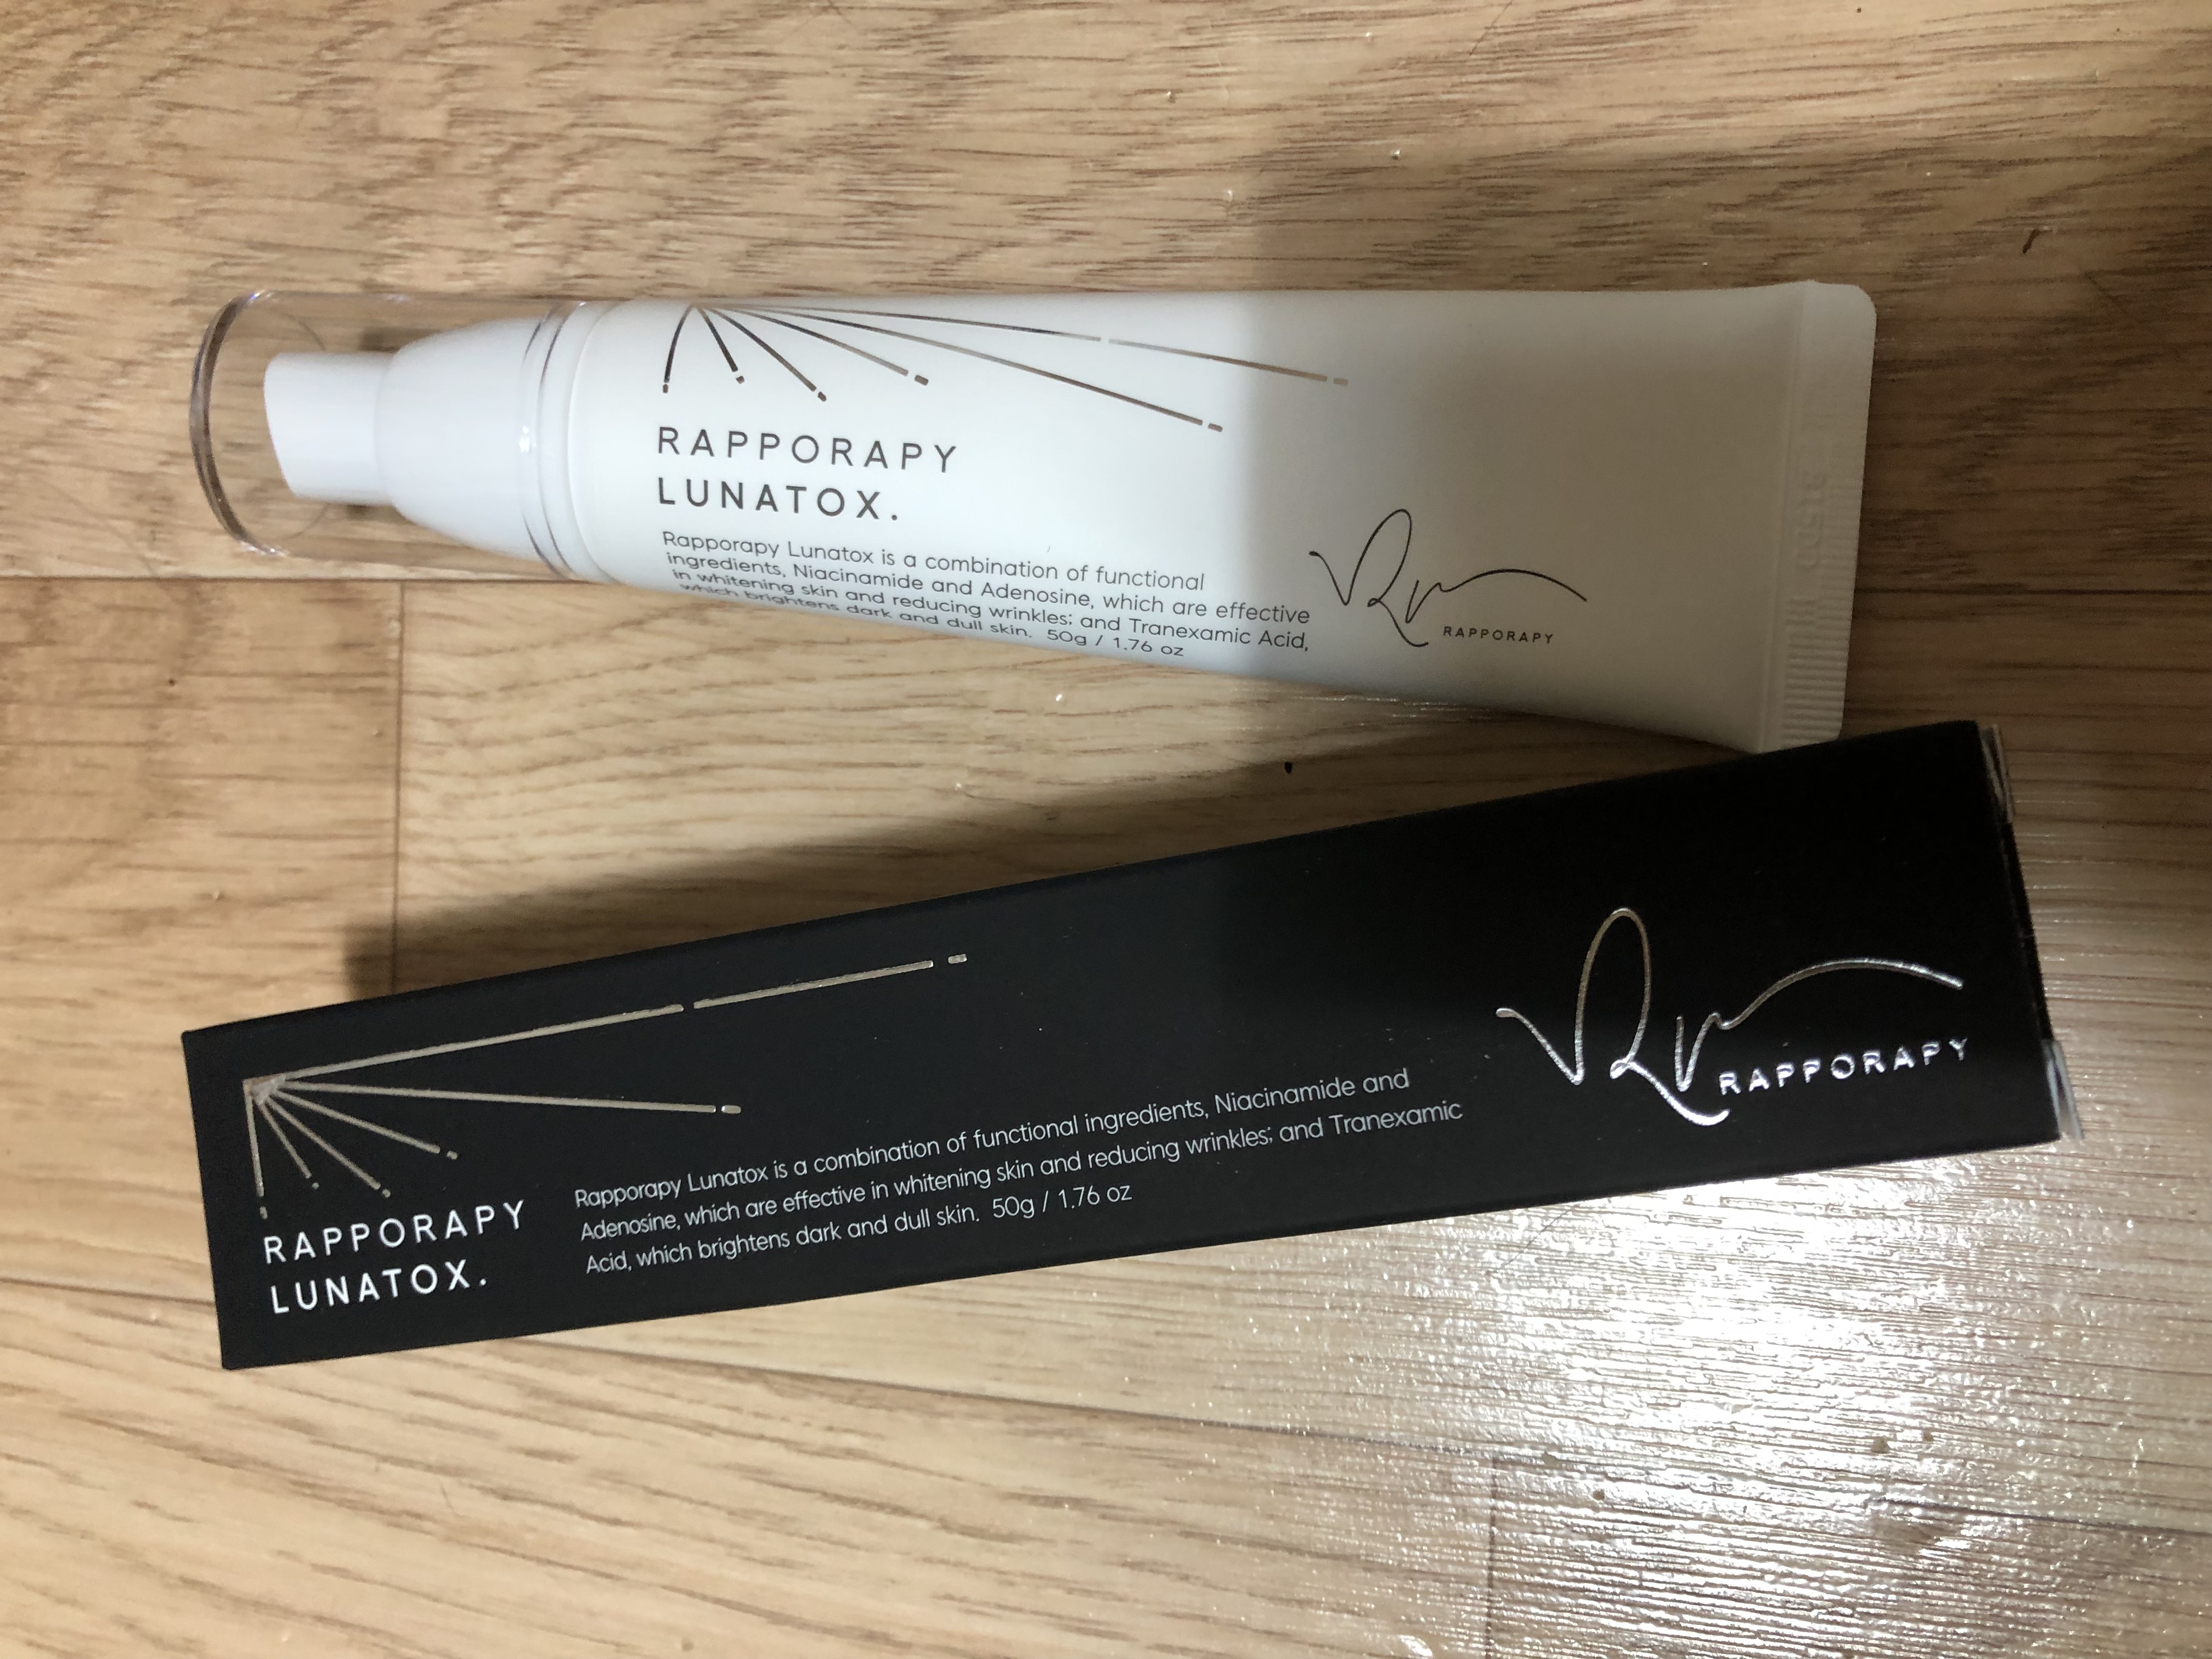 RAPPORAPY
LUNATOX.
Rapporapy Lunatox is a combination of functional
ingredients, Niacinamide and Adenosine, which are effective
in whitening skin and reducing wrinkles; and Tranexamic Acid,
which brightens dark and dull skin. 50g / 1.76 oz
RAPPORAPY
RAPPORAPY
LUNATOX.
Rapporapy Lunatox is a combination of functional ingredients, Niacinamide and
Adenosine, which are effective in whitening skin and reducing wrinkles; and Tranexamic
Acid, which brightens dark and dull skin. 50g / 1.76 oz
RAPPORAPY